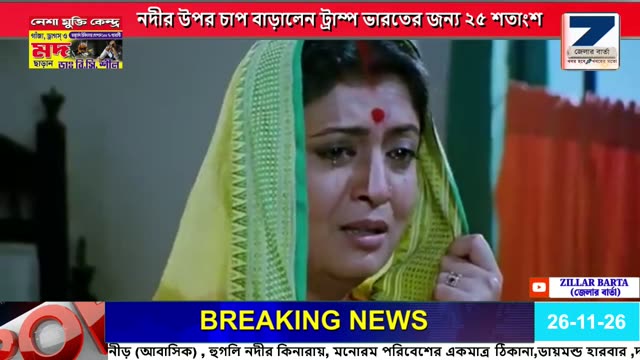 নেশা মুক্তি কেন্দ্র
গাঁজা, ড্রাগস্ ও
মদ
ছাড়ান
ডাঃ বি.সি. শীল
নদীর উপর চাপ বাড়ালেন ট্রাম্প ভারতের জন্য ২৫ শতাংশ
Z
জেলার বার্তা
ZILLAR BARTA
(জেলার বার্তা)
BREAKING NEWS
26-11-26
নীড় (আবাসিক) , হুগলি নদীর কিনারায়, মনোরম পরিবেশের একমাত্র ঠিকানা,ডায়মন্ড হারবার ,